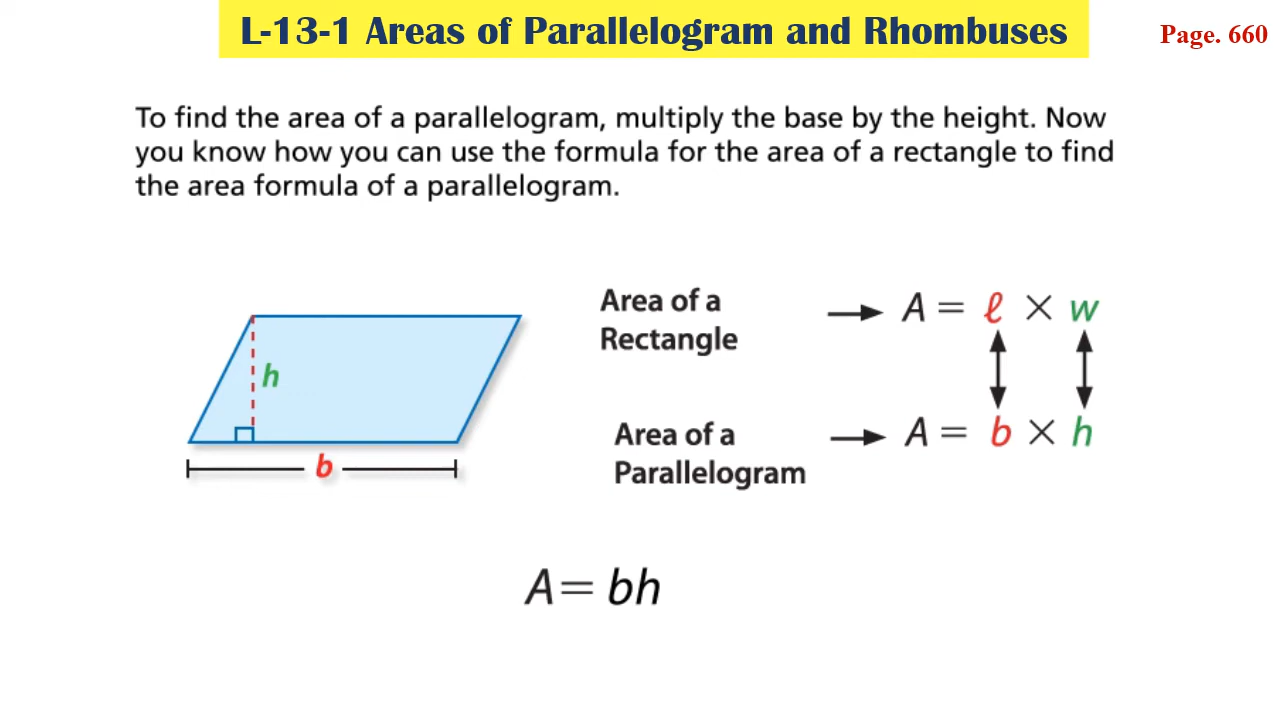 L-13-1 Areas of Parallelogram and Rhombuses
Page. 660
To find the area of a parallelogram, multiply the base by the height. Now
you know how you can use the formula for the area of a rectangle to find
the area formula of a parallelogram.
h
b
Area of a
Rectangle
A = ℓ × w
Area of a
Parallelogram
A = b × h
A = bh